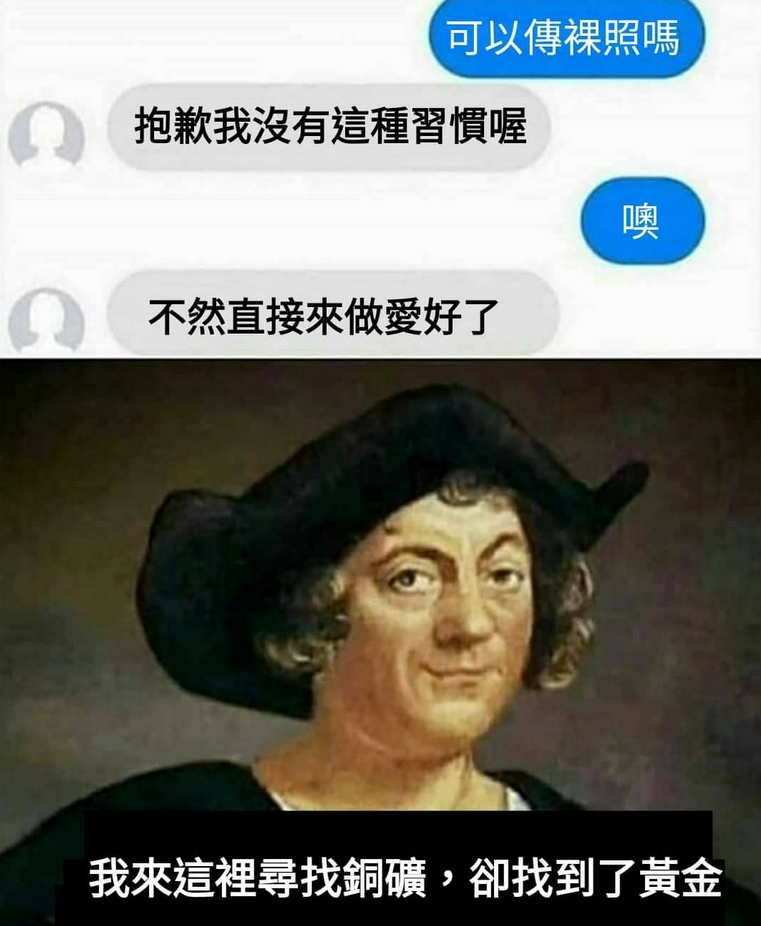 可以傳裸照嗎
抱歉我沒有這種習慣喔
噢
不然直接來做愛好了
我來這裡尋找銅礦，卻找到了黃金